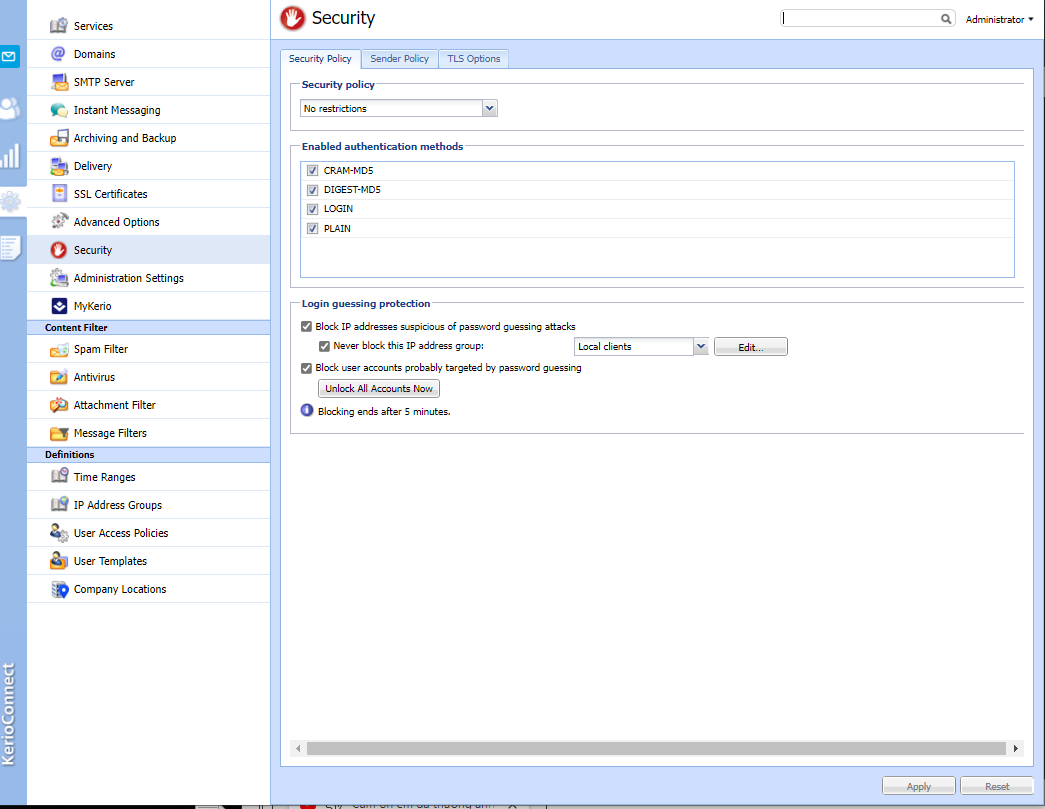 Services
Domains
SMTP Server
Instant Messaging
Archiving and Backup
Delivery
SSL Certificates
Advanced Options
Security
Administration Settings
MyKerio
Content Filter
Spam Filter
Antivirus
Attachment Filter
Message Filters
Definitions
Time Ranges
IP Address Groups
User Access Policies
User Templates
Company Locations
KerioConnect
Security
Administrator
Security Policy
Sender Policy
TLS Options
Security policy
No restrictions
Enabled authentication methods
CRAM-MD5
DIGEST-MD5
LOGIN
PLAIN
Login guessing protection
Block IP addresses suspicious of password guessing attacks
Never block this IP address group: Local clients Edit...
Block user accounts probably targeted by password guessing
Unlock All Accounts Now
Blocking ends after 5 minutes.
Apply Reset